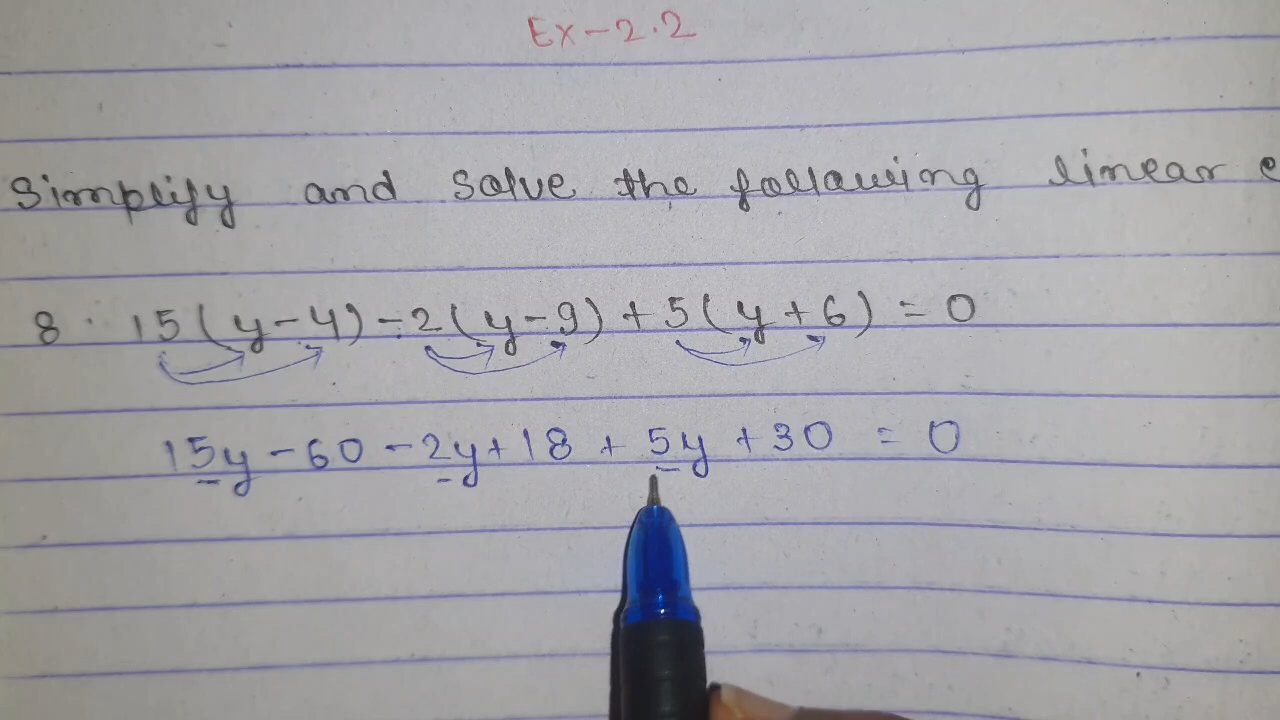 Ex-2.2
Simplify and solve the following linear e
8. 15(y-4)-2(y-9)+5(y+6)=0
15y-60-2y+18+5y+30=0